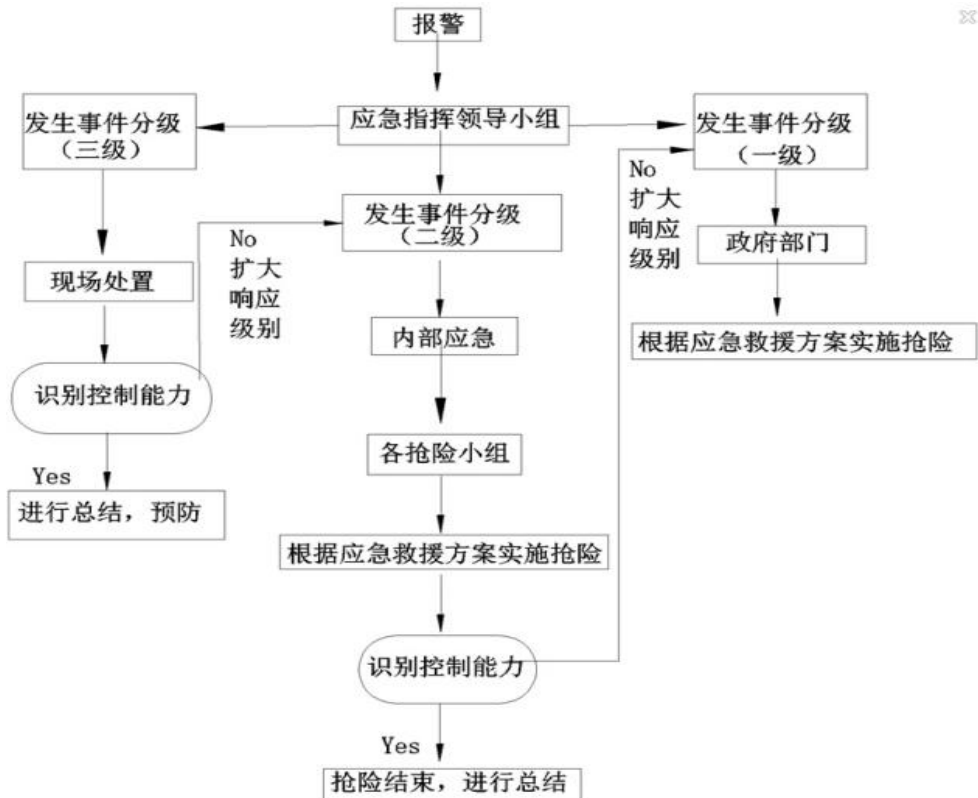 报警
应急指挥领导小组
发生事件分级
（三级）
发生事件分级
（一级）
发生事件分级
（二级）
No
扩大
响应
级别
No
扩大
响应
级别
政府部门
现场处置
内部应急
根据应急救援方案实施抢险
识别控制能力
各抢险小组
Yes
进行总结，预防
根据应急救援方案实施抢险
识别控制能力
Yes
抢险结束，进行总结